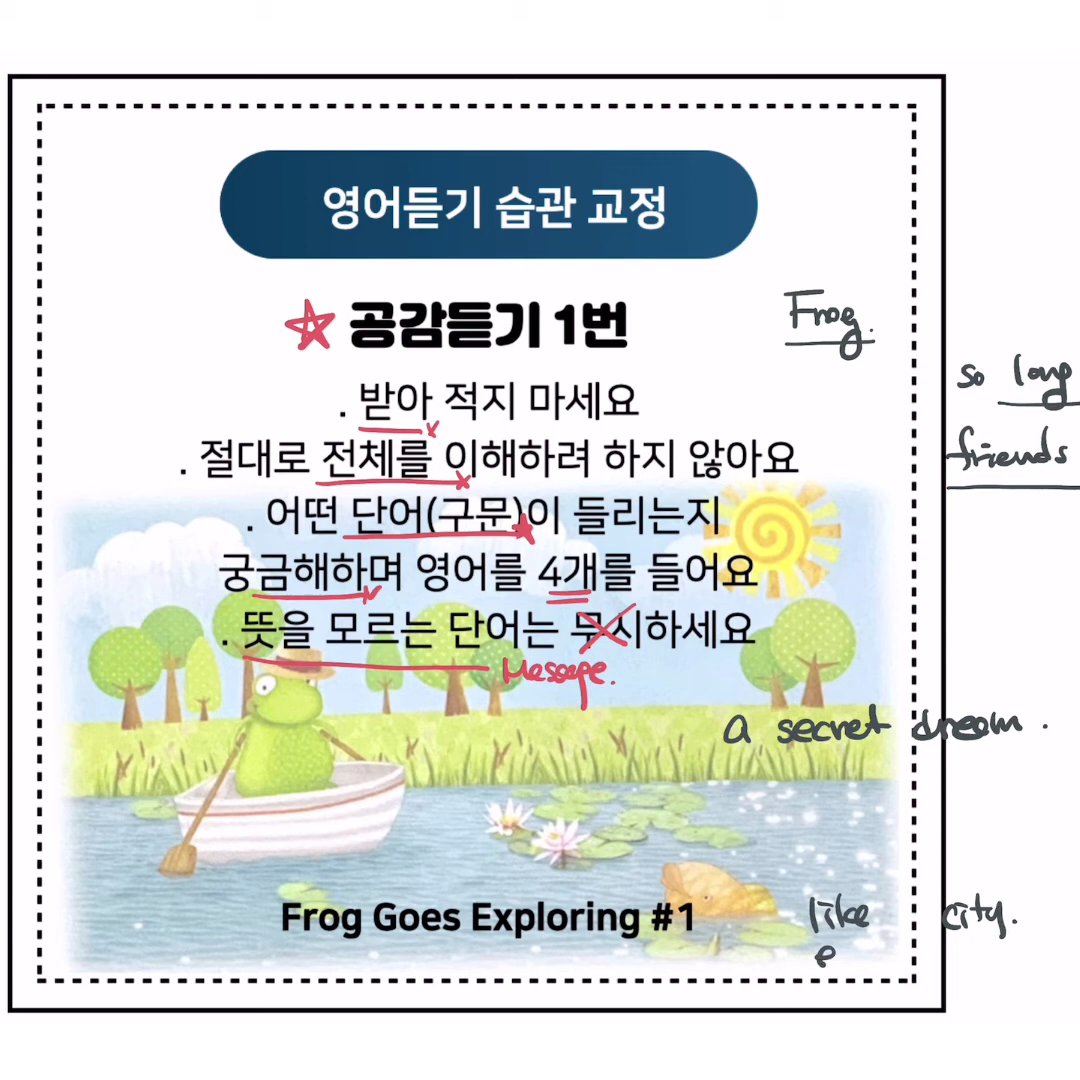 영어듣기 습관 교정
공감듣기 1번
Frog.
. 받아 적지 마세요
so long
. 절대로 전체를 이해하려 하지 않아요
friends
. 어떤 단어(구문)이 들리는지
궁금해하며 영어를 4개를 들어요
. 뜻을 모르는 단어는 무시하세요
Message.
a secret dream.
Frog Goes Exploring #1
like city.
e